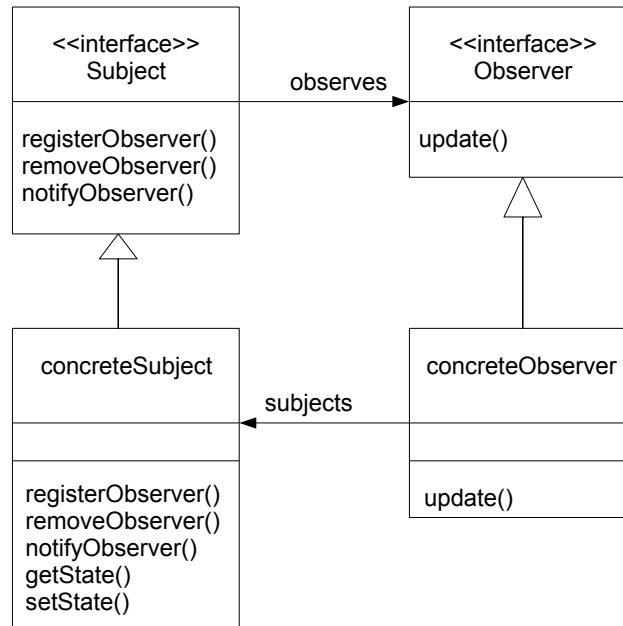 <<interface>>
Subject
registerObserver()
removeObserver()
notifyObserver()
observes
<<interface>>
Observer
update()
concreteSubject
registerObserver()
removeObserver()
notifyObserver()
getState()
setState()
subjects
concreteObserver
update()